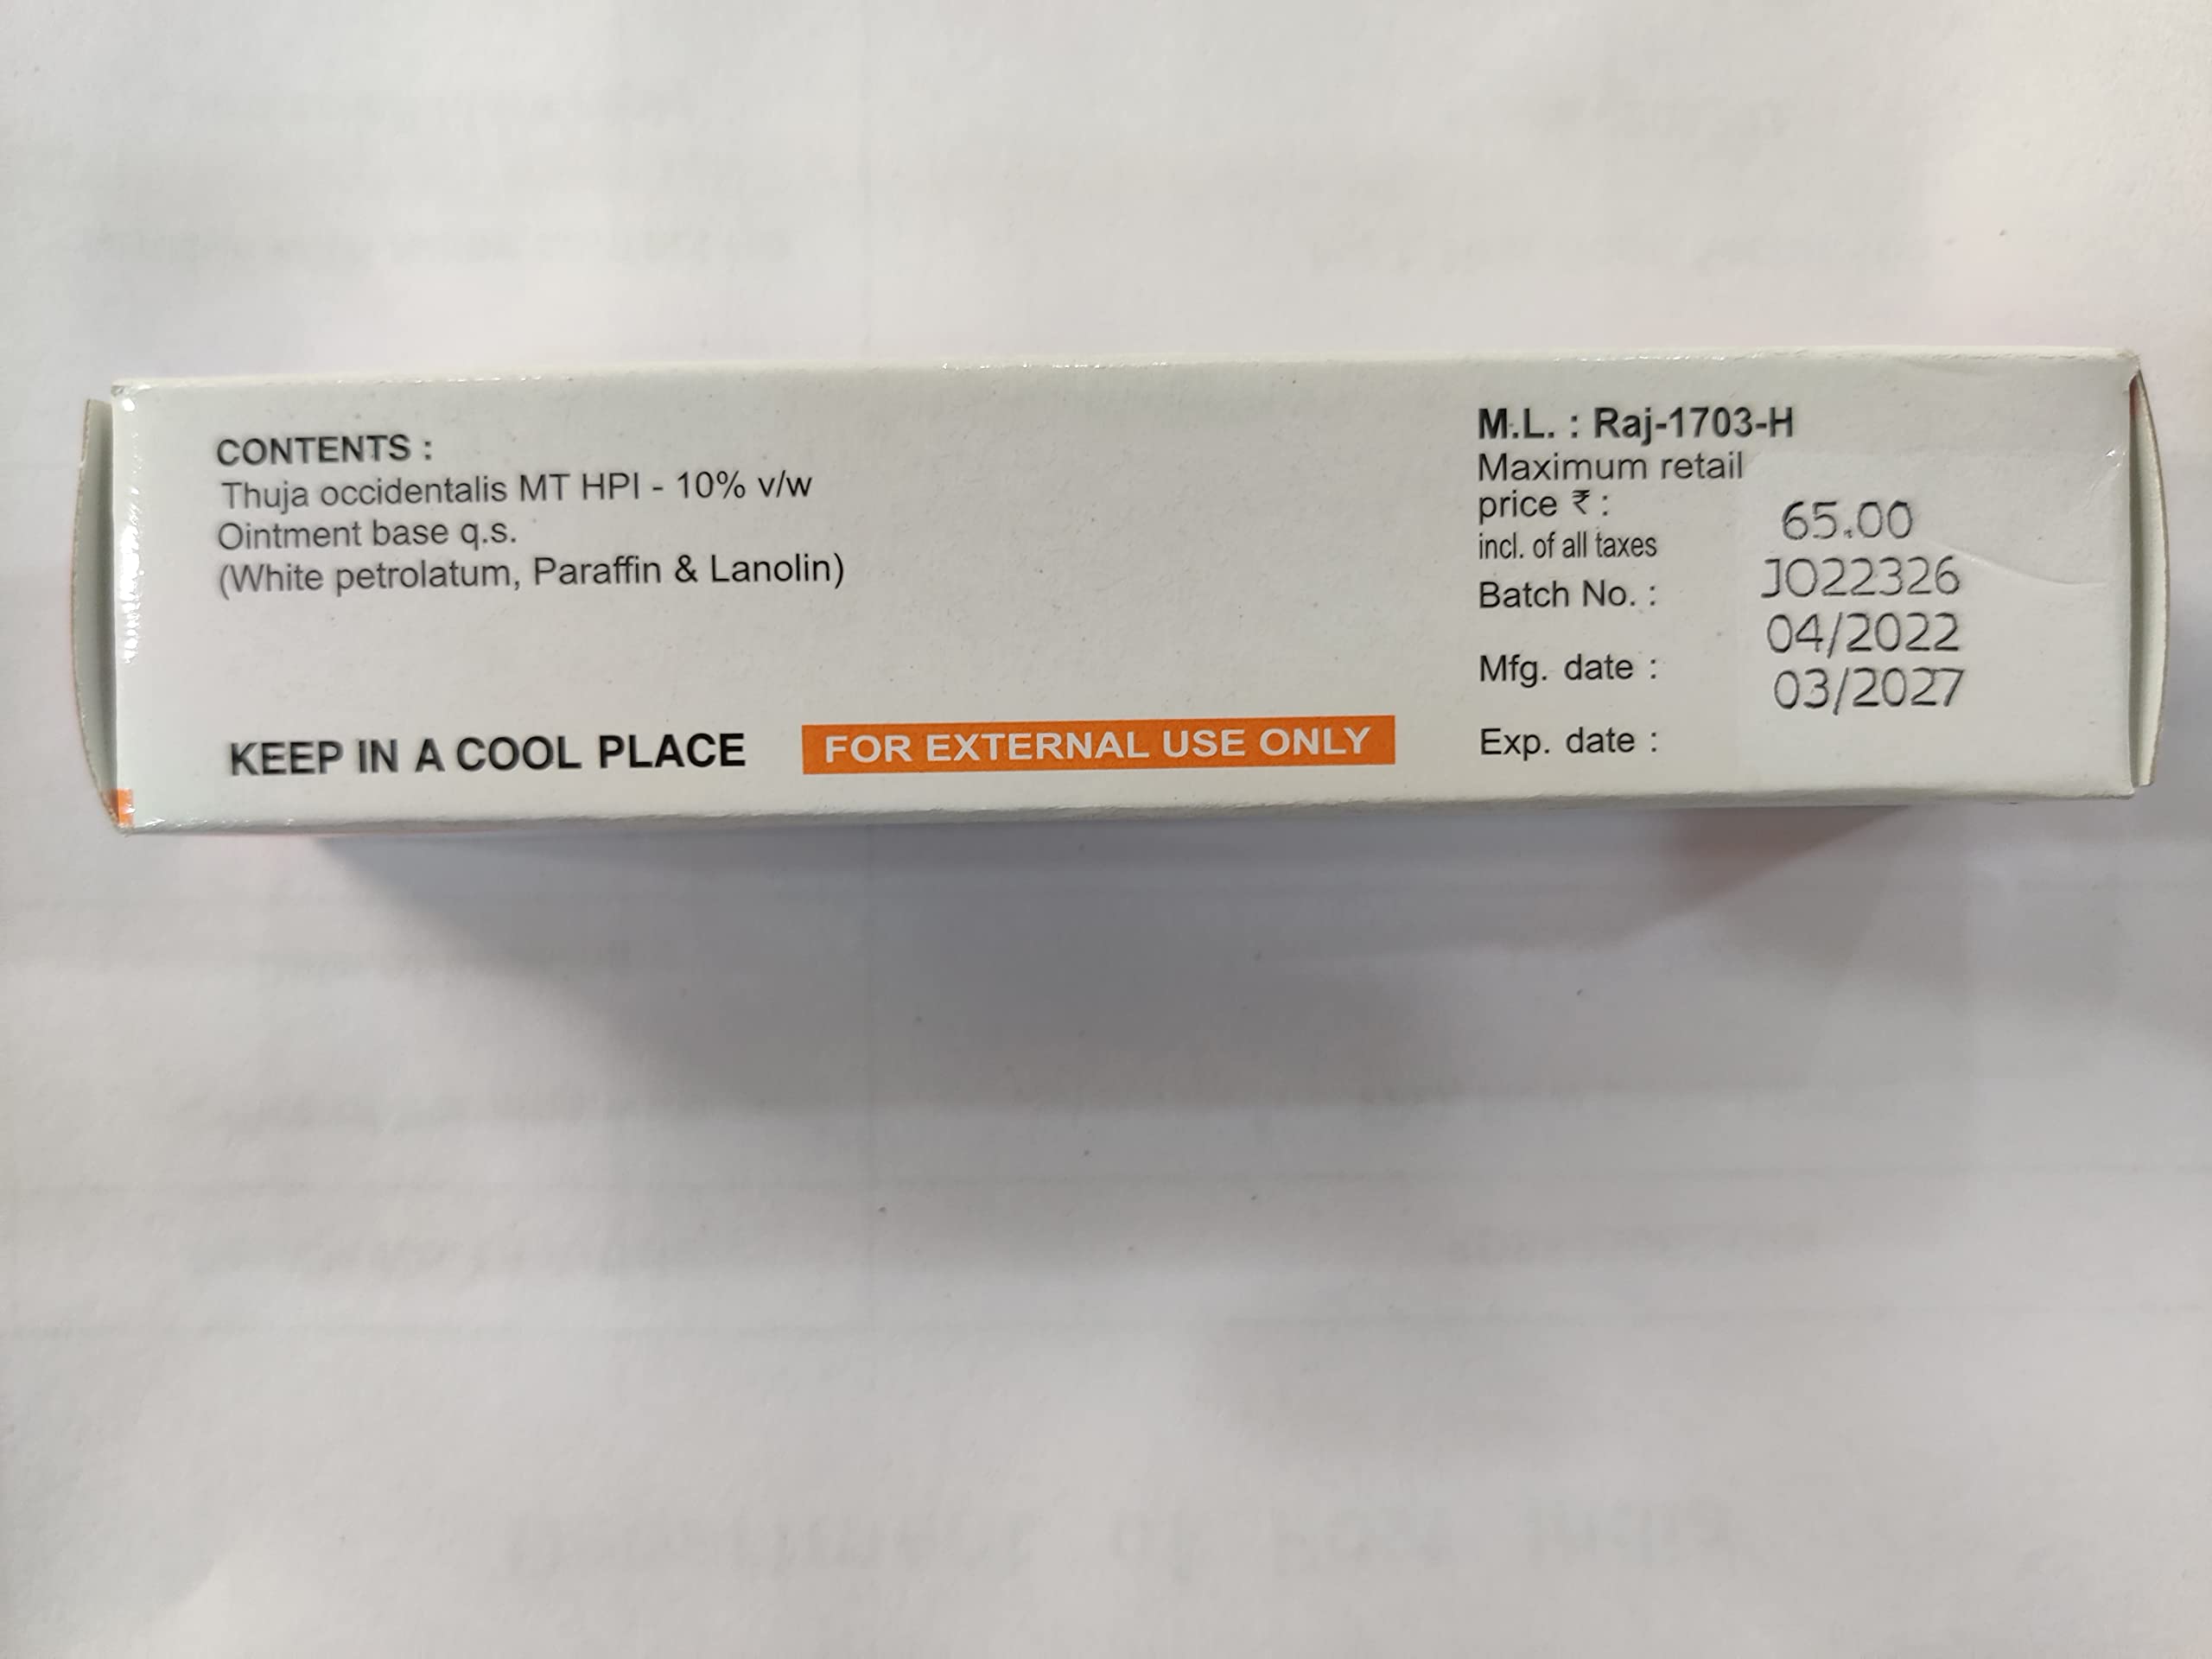 CONTENTS :
Thuja occidentalis MT HPI - 10% v/w
Ointment base q.s.
(White petrolatum, Paraffin & Lanolin)
KEEP IN A COOL PLACE
FOR EXTERNAL USE ONLY
M.L. : Raj-1703-H
Maximum retail
price ₹ :
incl. of all taxes
65.00
Batch No. :
JO22326
Mfg. date :
04/2022
Exp. date :
03/2027